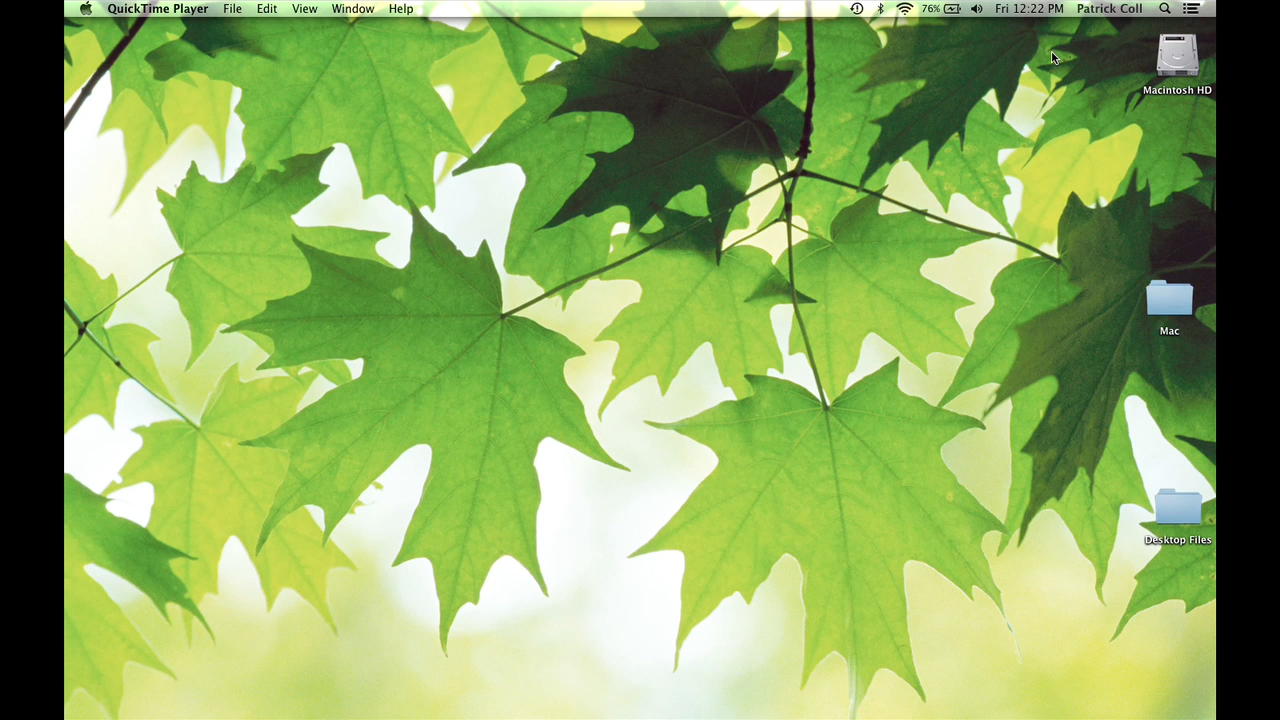 QuickTime Player File Edit View Window Help 76% Fri 12:22 PM Patrick Coll
Macintosh HD
Mac
Desktop Files